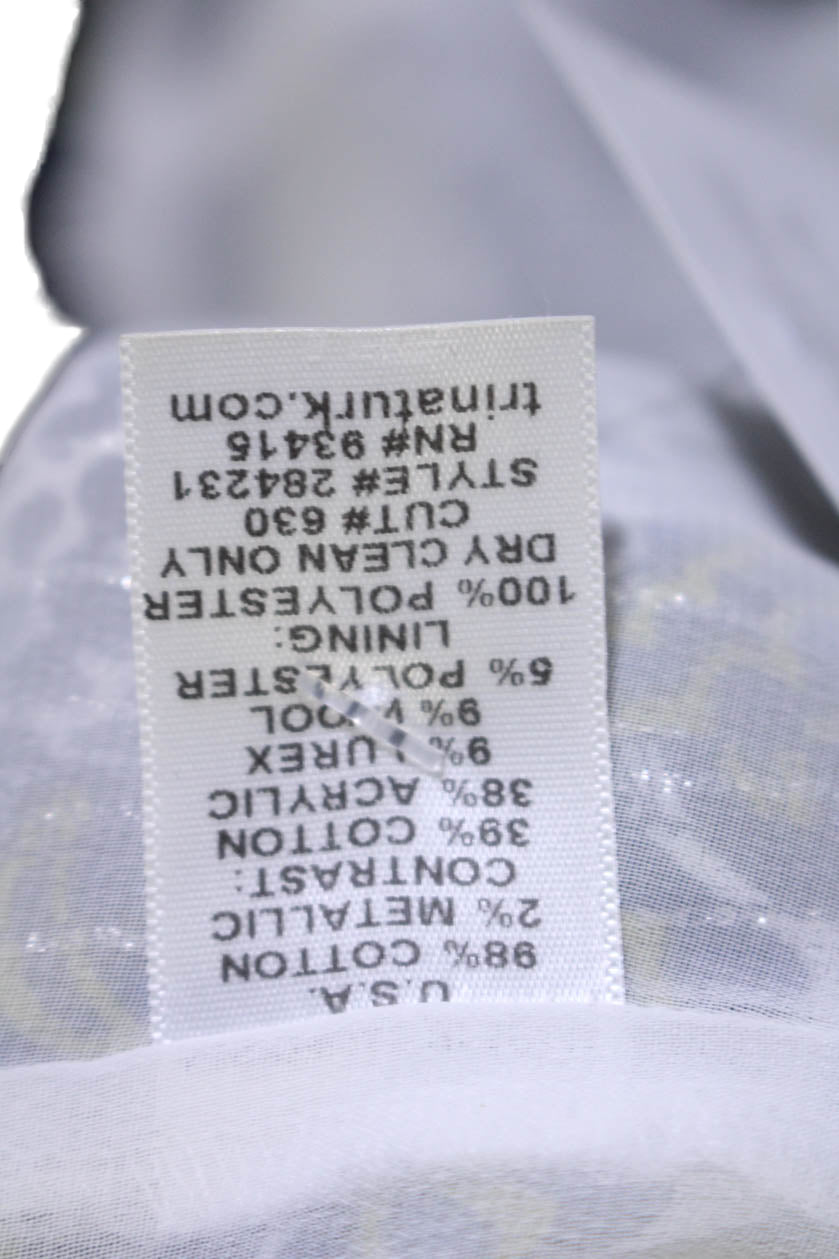 U.S.A.
98% COTTON
2% METALLIC
CONTRAST:
39% COTTON
38% ACRYLIC
9% LUREX
9% WOOL
5% POLYESTER
LINING:
100% POLYESTER
DRY CLEAN ONLY
CUT# 630
STYLE# 284231
RN# 93415
trinaturk.com